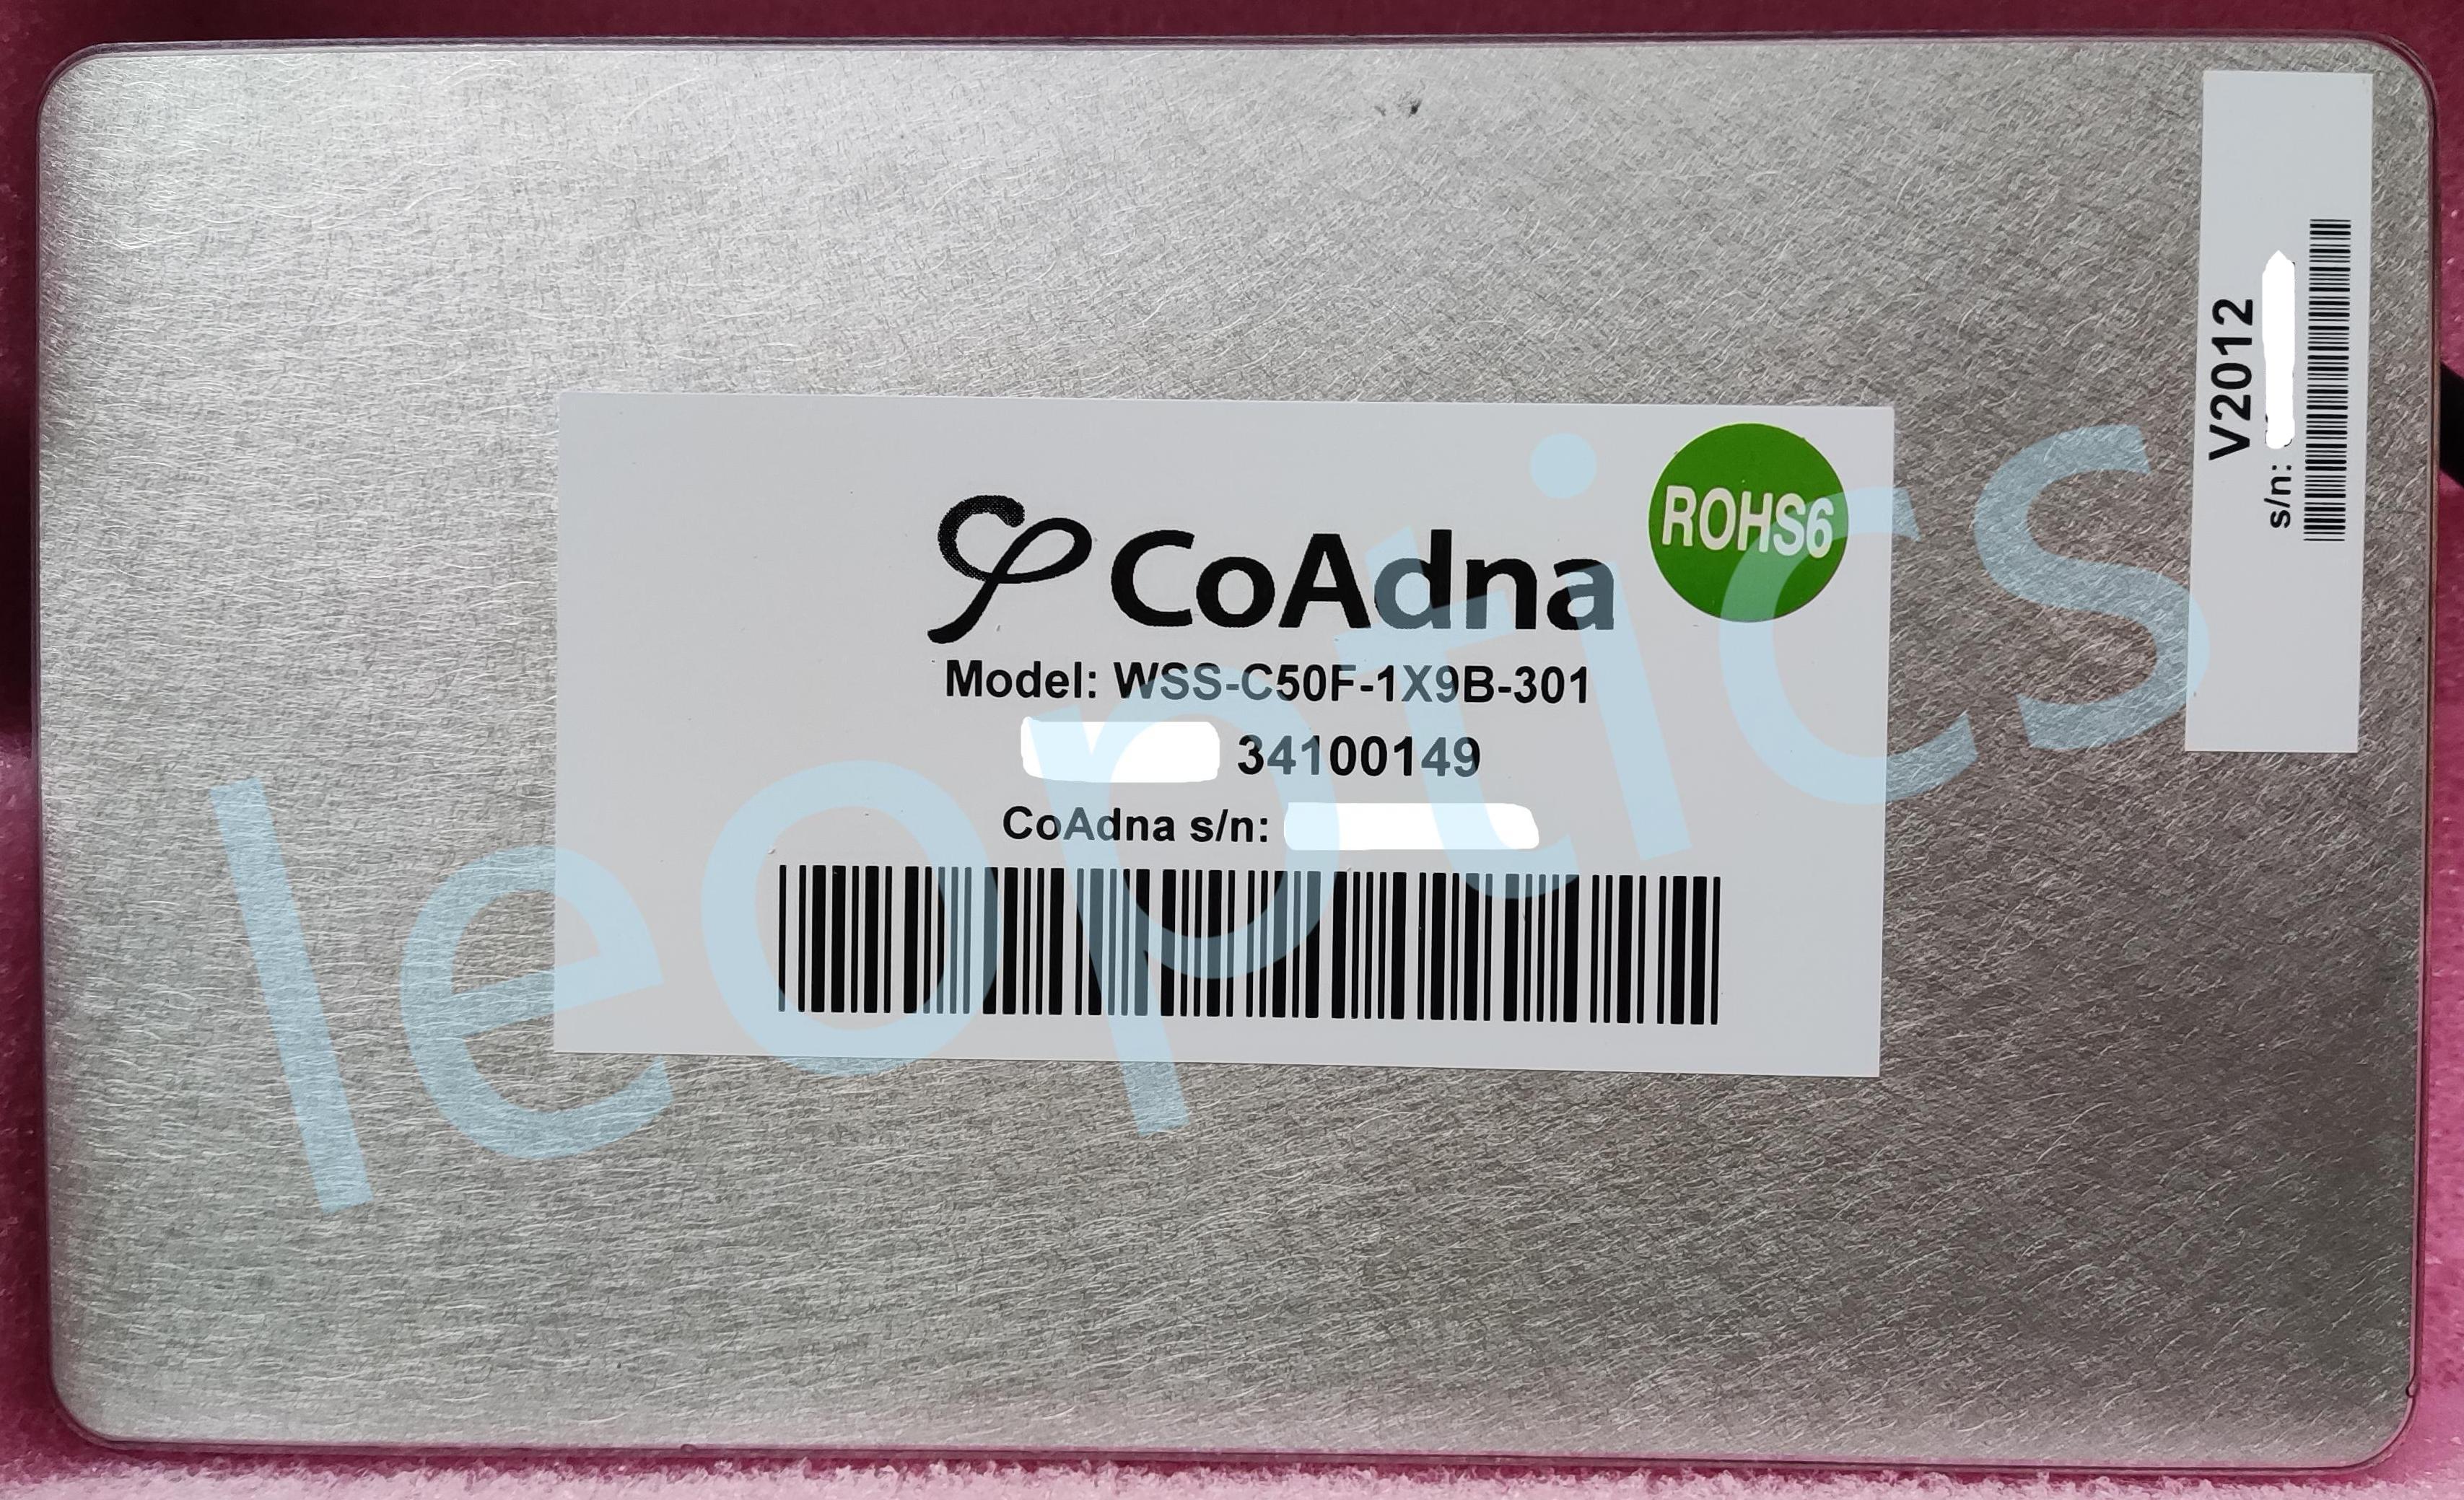 CoAdna
ROHS6
Model: WSS-C50F-1X9B-301
34100149
CoAdna s/n:
V2012
s/n:
leoptics